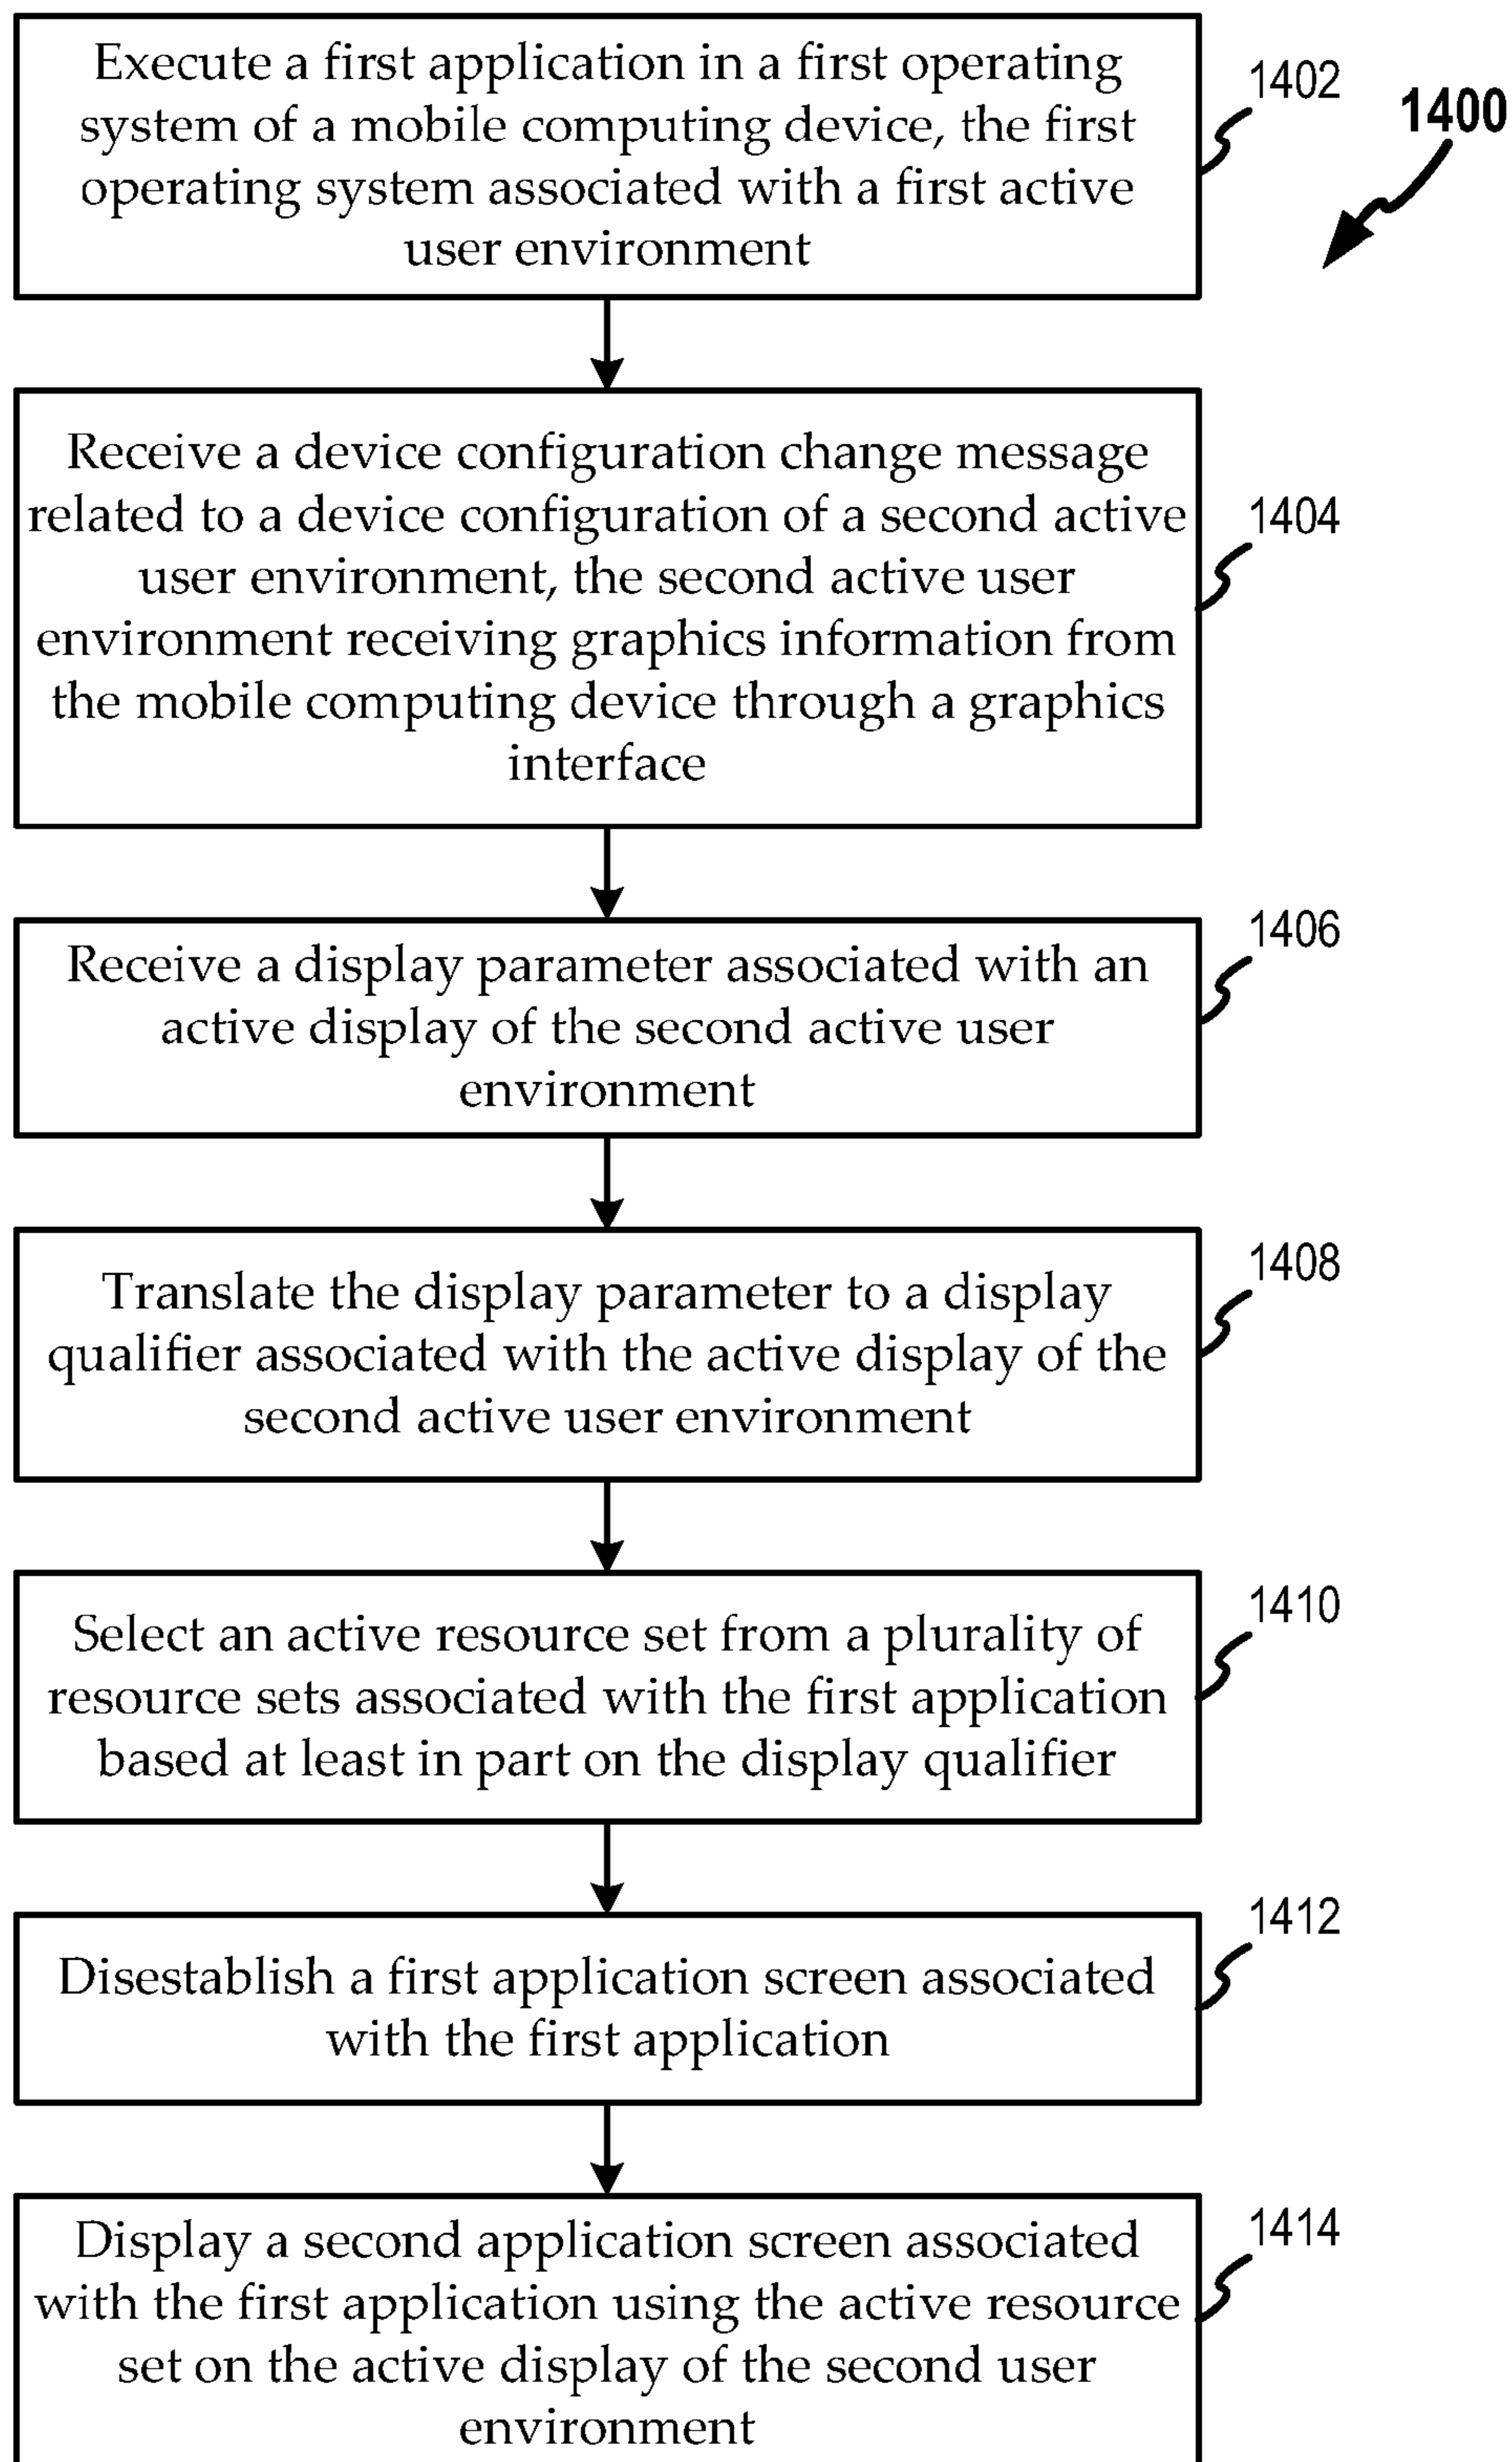 Execute a first application in a first operating
system of a mobile computing device, the first
operating system associated with a first active
user environment
1402
1400
Receive a device configuration change message
related to a device configuration of a second active
user environment, the second active user
environment receiving graphics information from
the mobile computing device through a graphics
interface
1404
Receive a display parameter associated with an
active display of the second active user
environment
1406
Translate the display parameter to a display
qualifier associated with the active display of the
second active user environment
1408
Select an active resource set from a plurality of
resource sets associated with the first application
based at least in part on the display qualifier
1410
Disestablish a first application screen associated
with the first application
1412
Display a second application screen associated
with the first application using the active resource
set on the active display of the second user
environment
1414